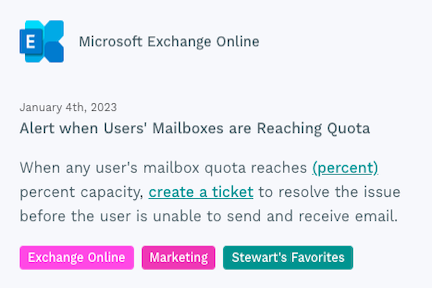 E
Microsoft Exchange Online
January 4th, 2023
Alert when Users' Mailboxes are Reaching Quota
When any user's mailbox quota reaches (percent)
percent capacity, create a ticket to resolve the issue
before the user is unable to send and receive email.
Exchange Online Marketing Stewart's Favorites